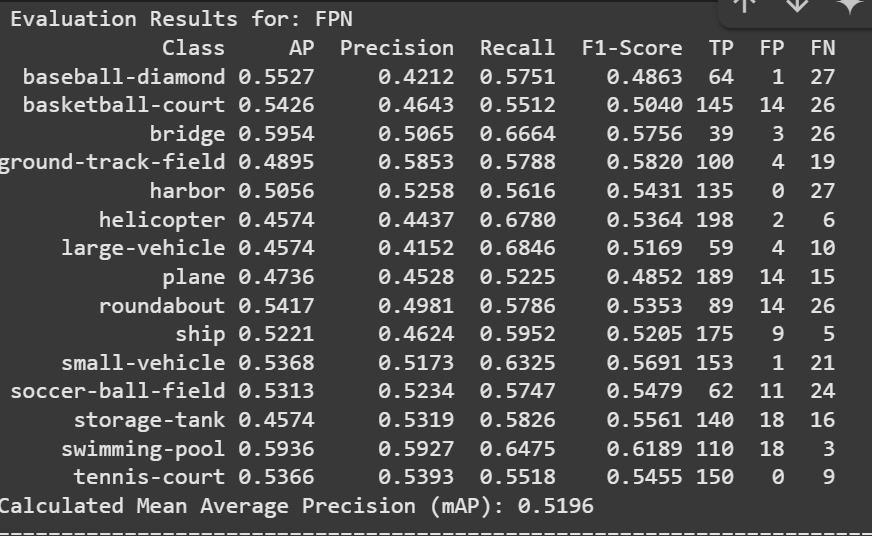 Evaluation Results for: FPN
Class AP Precision Recall F1-Score TP FP FN
baseball-diamond 0.5527 0.4212 0.5751 0.4863 64 1 27
basketball-court 0.5426 0.4643 0.5512 0.5040 145 14 26
bridge 0.5954 0.5065 0.6664 0.5756 39 3 26
ground-track-field 0.4895 0.5853 0.5788 0.5820 100 4 19
harbor 0.5056 0.5258 0.5616 0.5431 135 0 27
helicopter 0.4574 0.4437 0.6780 0.5364 198 2 6
large-vehicle 0.4574 0.4152 0.6846 0.5169 59 4 10
plane 0.4736 0.4528 0.5225 0.4852 189 14 15
roundabout 0.5417 0.4981 0.5786 0.5353 89 14 26
ship 0.5221 0.4624 0.5952 0.5205 175 9 5
small-vehicle 0.5368 0.5173 0.6325 0.5691 153 1 21
soccer-ball-field 0.5313 0.5234 0.5747 0.5479 62 11 24
storage-tank 0.4574 0.5319 0.5826 0.5561 140 18 16
swimming-pool 0.5936 0.5927 0.6475 0.6189 110 18 3
tennis-court 0.5366 0.5393 0.5518 0.5455 150 0 9
Calculated Mean Average Precision (mAP): 0.5196